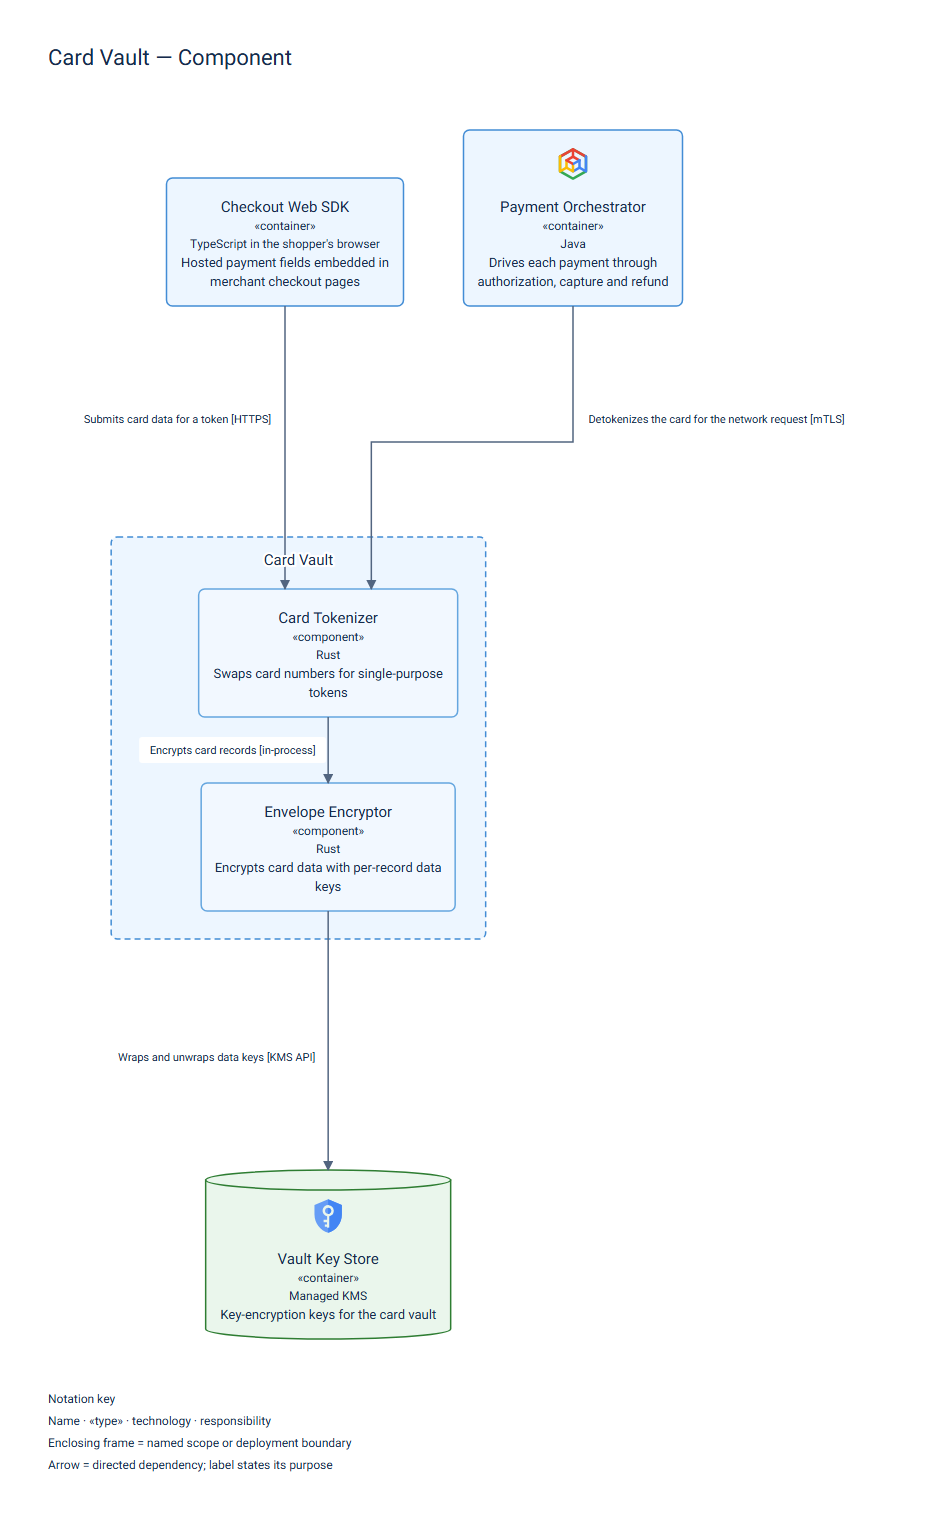 Card Vault — Component
Checkout Web SDK
«container»
TypeScript in the shopper's browser
Hosted payment fields embedded in
merchant checkout pages
Payment Orchestrator
«container»
Java
Drives each payment through
authorization, capture and refund
Submits card data for a token [HTTPS]
Detokenizes the card for the network request [mTLS]
Card Vault
Card Tokenizer
«component»
Rust
Swaps card numbers for single-purpose
tokens
Encrypts card records [in-process]
Envelope Encryptor
«component»
Rust
Encrypts card data with per-record data
keys
Wraps and unwraps data keys [KMS API]
Vault Key Store
«container»
Managed KMS
Key-encryption keys for the card vault
Notation key
Name · «type» · technology · responsibility
Enclosing frame = named scope or deployment boundary
Arrow = directed dependency; label states its purpose